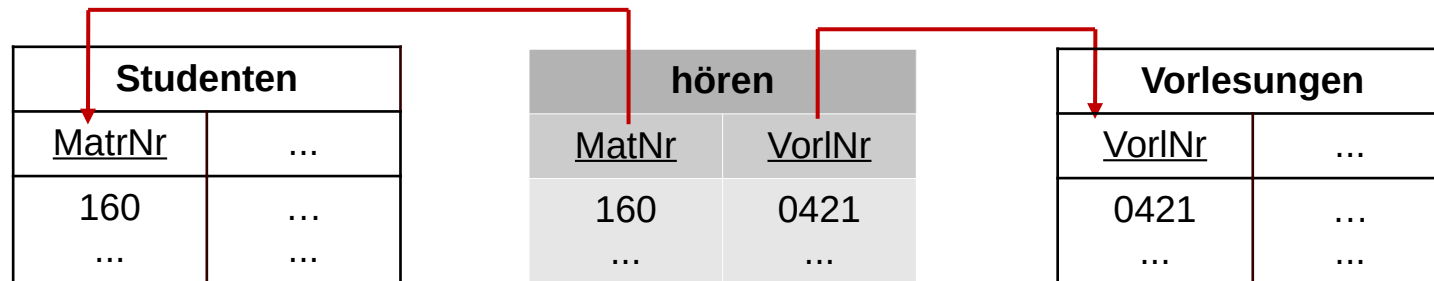 Studenten hören Vorlesungen
MatrNr ... MatNr VorlNr VorlNr ...
160 ... 160 0421 0421 ...
... ... ... ... ... ...